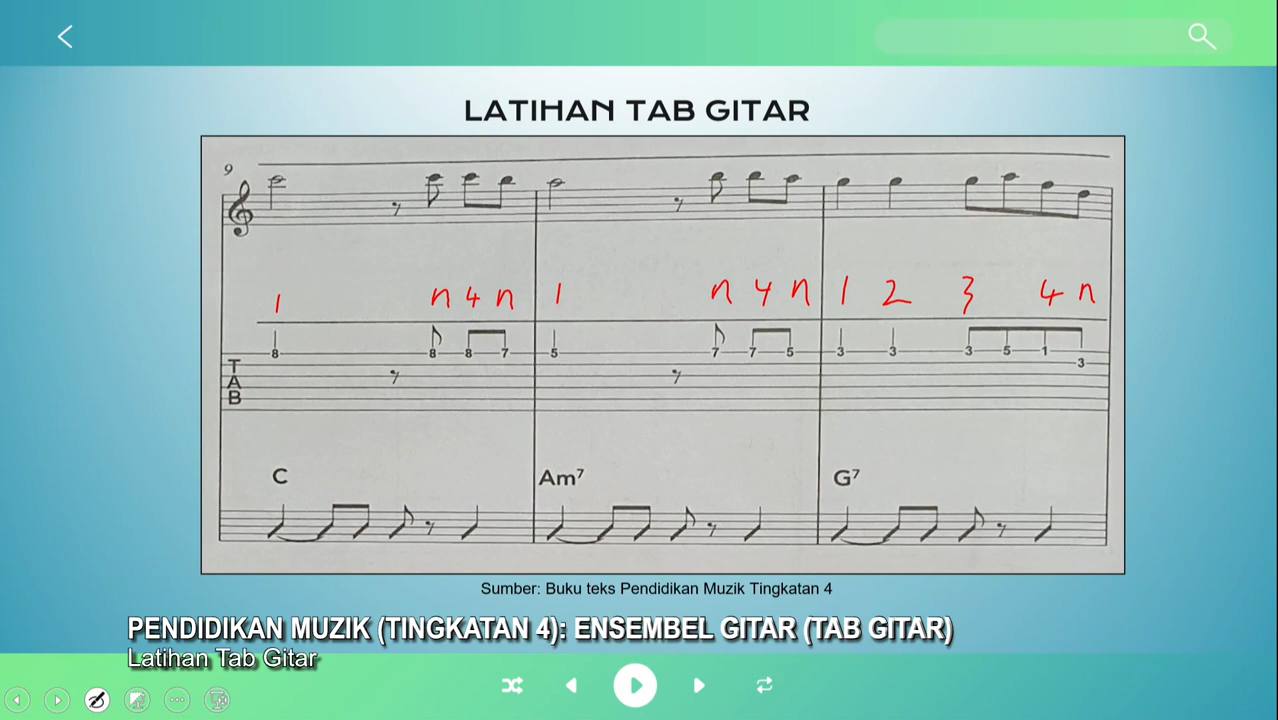 LATIHAN TAB GITAR
9
1 n 4 n 1 n 4 n 1 2 3 4 n
8 8 8 7 5 7 7 5 3 3 3 5 1 3
T
A
B
C Am7 G7
Sumber: Buku teks Pendidikan Muzik Tingkatan 4
PENDIDIKAN MUZIK (TINGKATAN 4): ENSEMBEL GITAR (TAB GITAR)
Latihan Tab Gitar